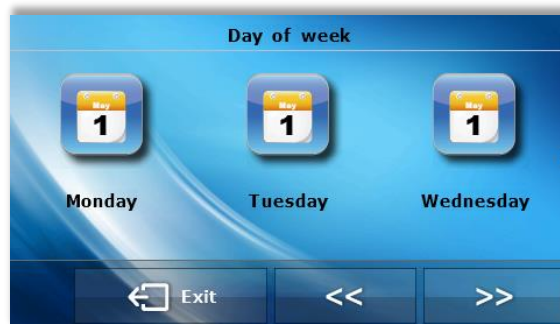 Day of week
May May May
1 1 1
Monday Tuesday Wednesday
Exit << >>